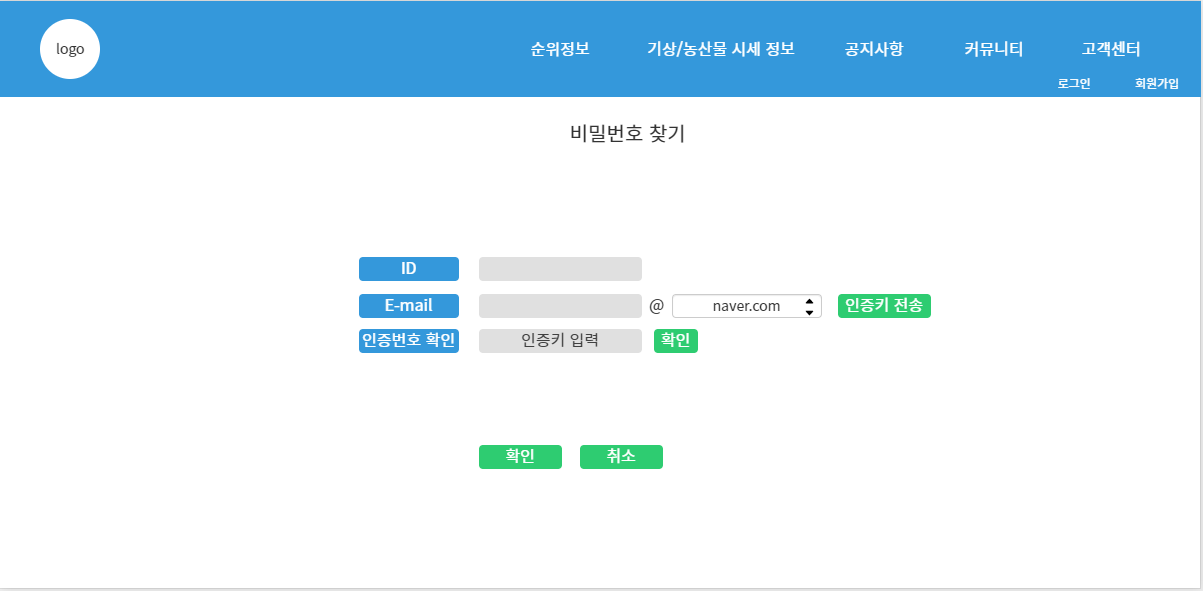 logo
순위정보 기상/농산물 시세 정보 공지사항 커뮤니티 고객센터
로그인 회원가입
비밀번호 찾기
ID
E-mail @ naver.com 인증키 전송
인증번호 확인 인증키 입력 확인
확인 취소